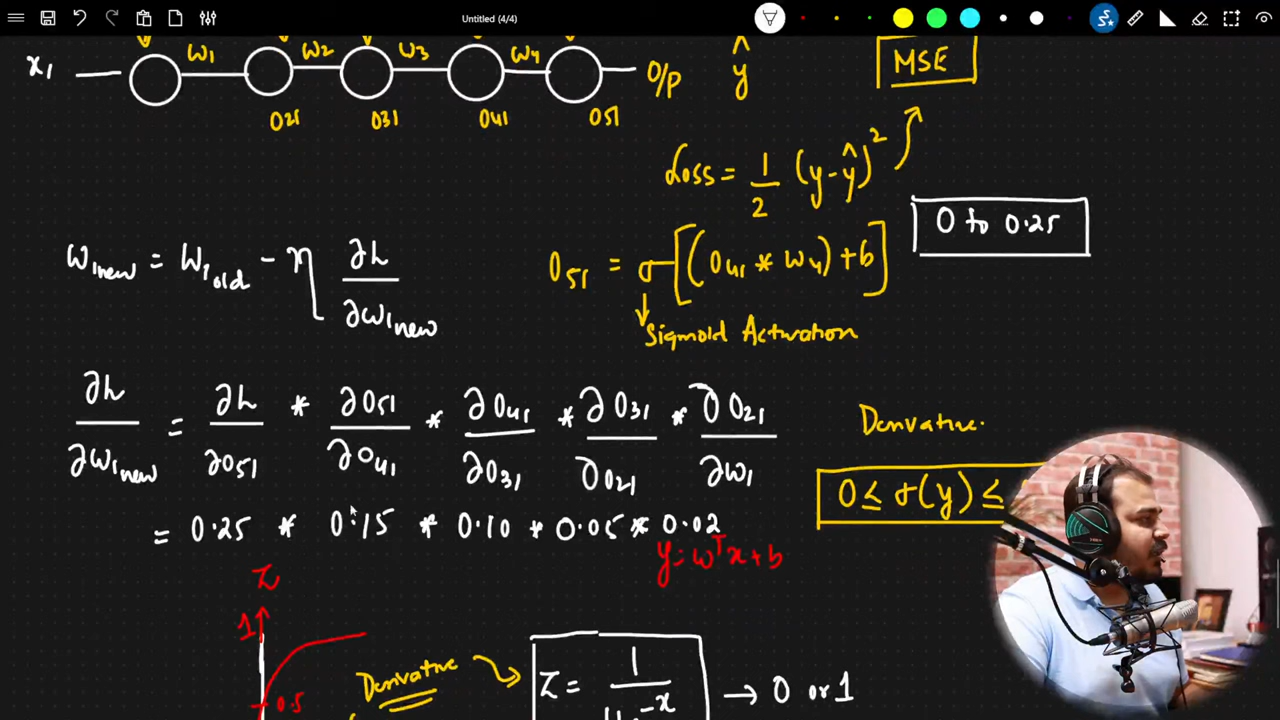 Untitled (4/4)
x1 w1 w2 w3 w4 O/P ŷ MSE
O21 O31 O41 O51
Loss = 1/2 (y-ŷ)^2
0 to 0.25
W1new = W1old - η ∂L/∂W1new
O51 = σ[(O41 * W4) + b]
Sigmoid Activation
∂L/∂W1new = ∂L/∂O51 * ∂O51/∂O41 * ∂O41/∂O31 * ∂O31/∂O21 * ∂O21/∂W1
Derivative.
0 ≤ σ(y) ≤
= 0.25 * 0.15 * 0.10 * 0.05 * 0.02
y = w^T x + b
Z
1
0.5
Derivative
Z = 1 → 0 or 1